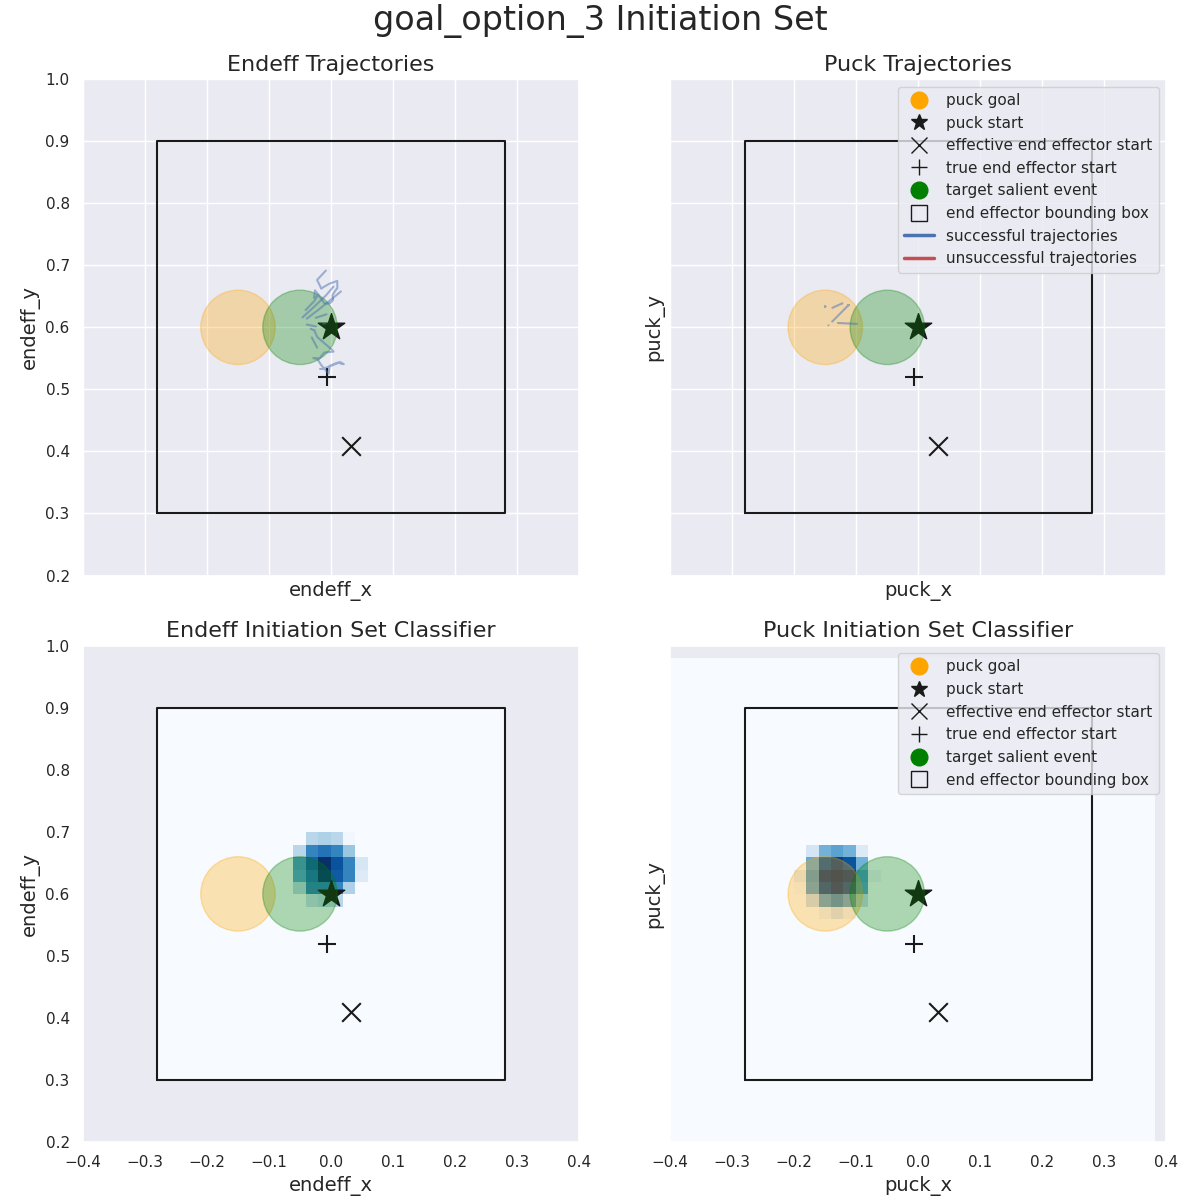 goal_option_3 Initiation Set
Endeff Trajectories
1.0
0.9
0.8
0.7
0.6
0.5
0.4
0.3
0.2
endeff_y
endeff_x
Puck Trajectories
puck goal
puck start
effective end effector start
true end effector start
target salient event
end effector bounding box
successful trajectories
unsuccessful trajectories
puck_y
puck_x
Endeff Initiation Set Classifier
1.0
0.9
0.8
0.7
0.6
0.5
0.4
0.3
0.2
endeff_y
−0.4 −0.3 −0.2 −0.1 0.0 0.1 0.2 0.3 0.4
endeff_x
Puck Initiation Set Classifier
puck goal
puck start
effective end effector start
true end effector start
target salient event
end effector bounding box
puck_y
−0.4 −0.3 −0.2 −0.1 0.0 0.1 0.2 0.3 0.4
puck_x